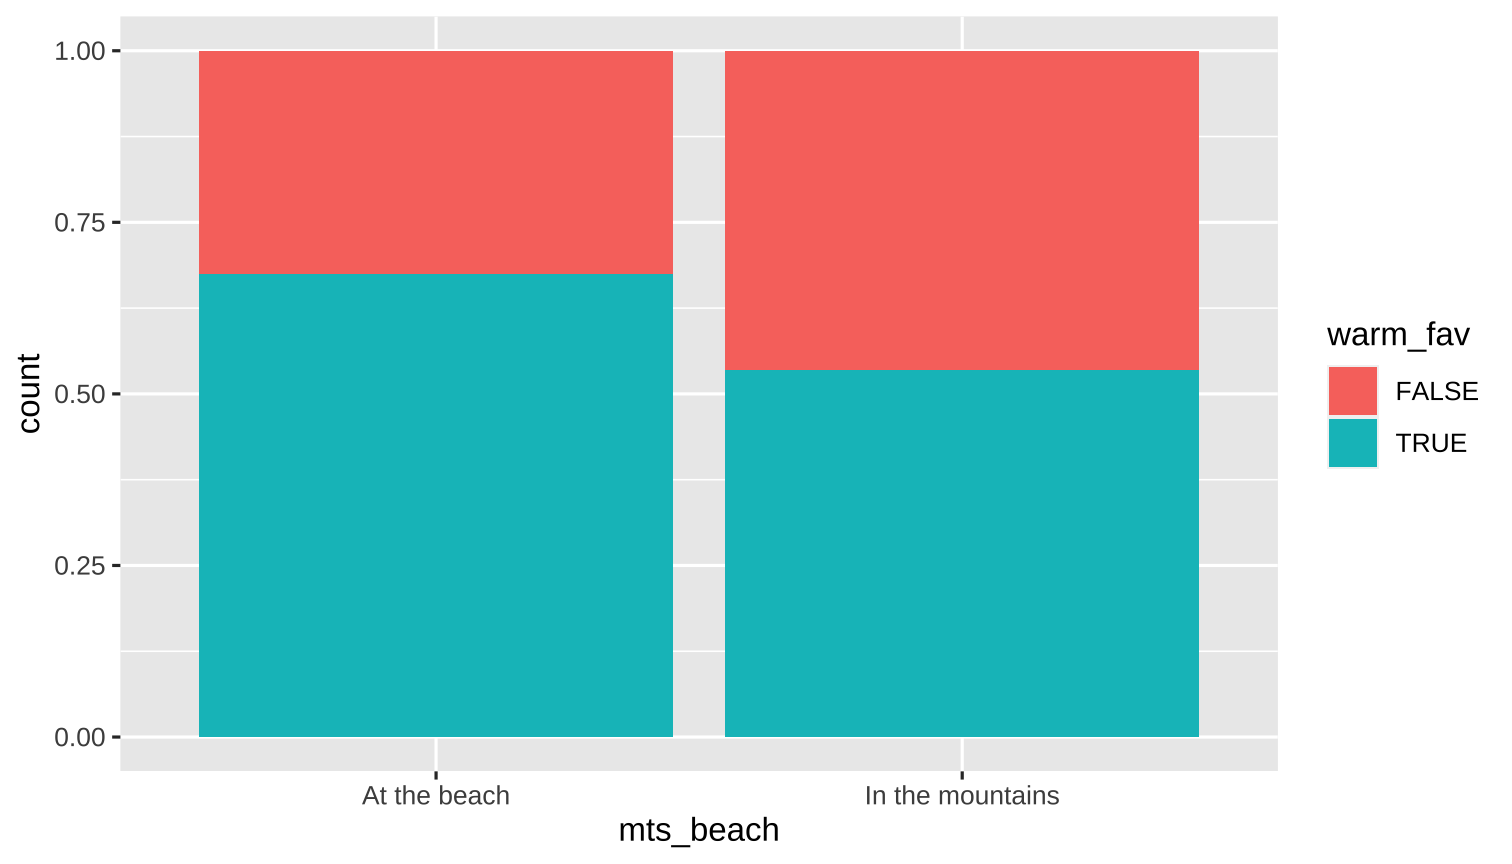 1.00
0.75
0.50
0.25
0.00
count
At the beach
In the mountains
mts_beach
warm_fav
FALSE
TRUE